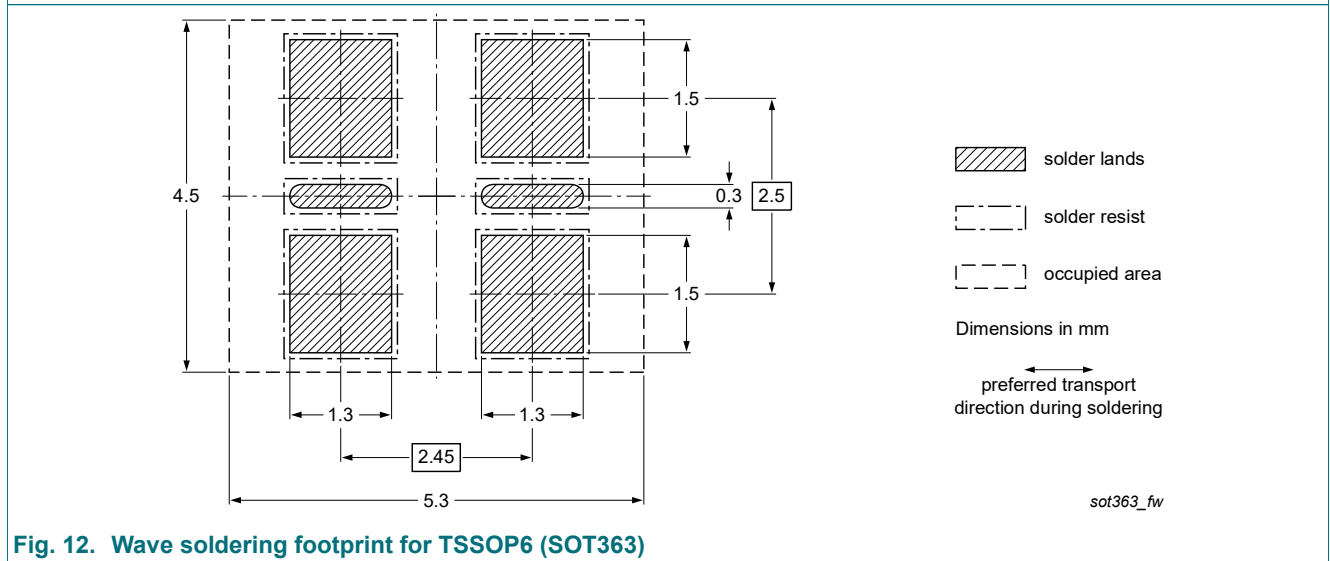 1.5
4.5
0.3
2.5
1.5
1.3
1.3
2.45
5.3
solder lands
solder resist
occupied area
Dimensions in mm
preferred transport
direction during soldering
sot363_fw
Fig. 12. Wave soldering footprint for TSSOP6 (SOT363)